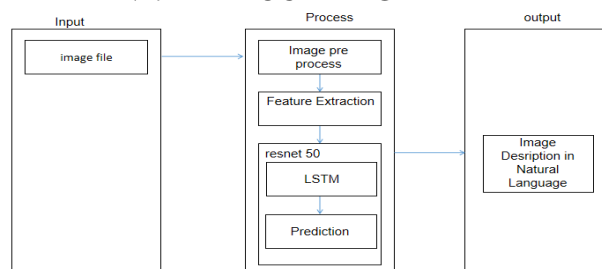 Input
image file
Process
Image pre
process
Feature Extraction
resnet 50
LSTM
Prediction
output
Image
Desription in
Natural
Language